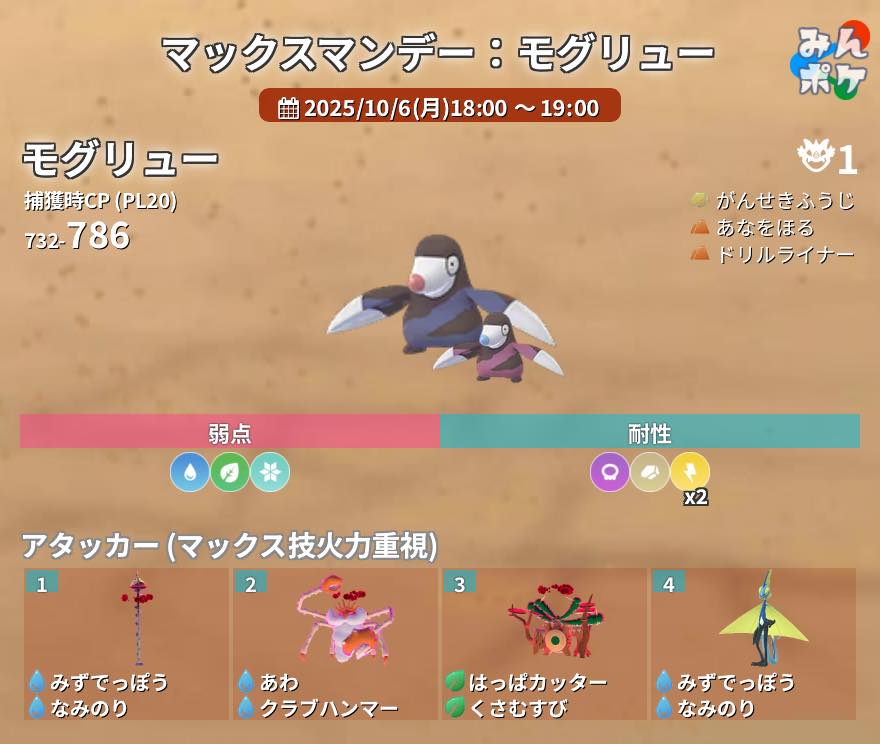 マックスマンデー：モグリュー
みん
ポケ
2025/10/6(月)18:00 〜 19:00
モグリュー
捕獲時CP (PL20)
732-786
1
がんせきふうじ
あなをほる
ドリルライナー
弱点
耐性
x2
アタッカー (マックス技火力重視)
1
みずでっぽう
なみのり
2
あわ
クラブハンマー
3
はっぱカッター
くさむすび
4
みずでっぽう
なみのり